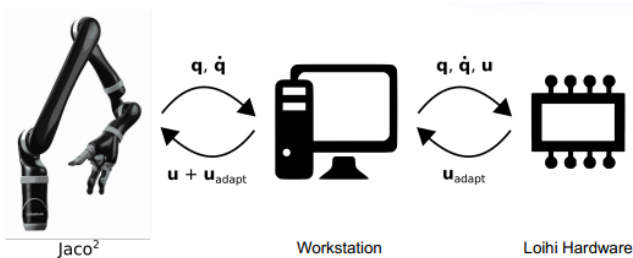 q, q̇
q, q̇, u
u + u_adapt
u_adapt
Jaco²
Workstation
Loihi Hardware